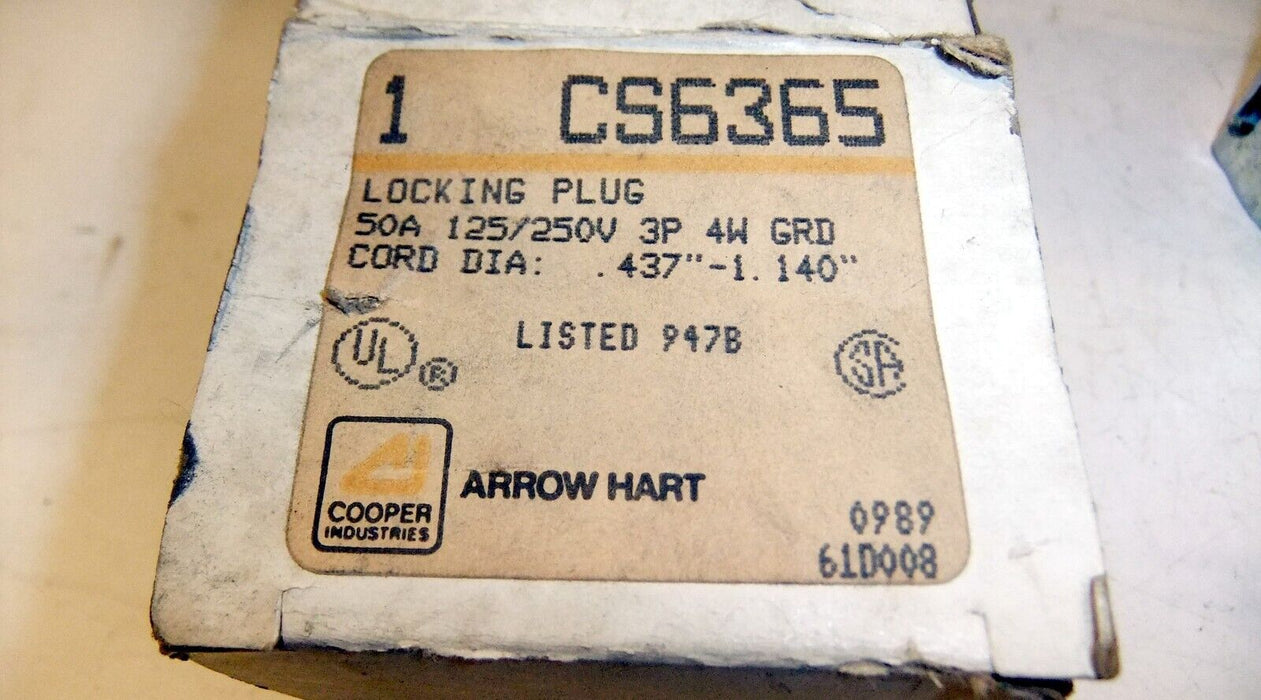 1 CS6365
LOCKING PLUG
50A 125/250V 3P 4W GRD
CORD DIA: .437"-1.140"
LISTED 947B
UL ®
SA
COOPER
INDUSTRIES
ARROW HART
0989
61D008